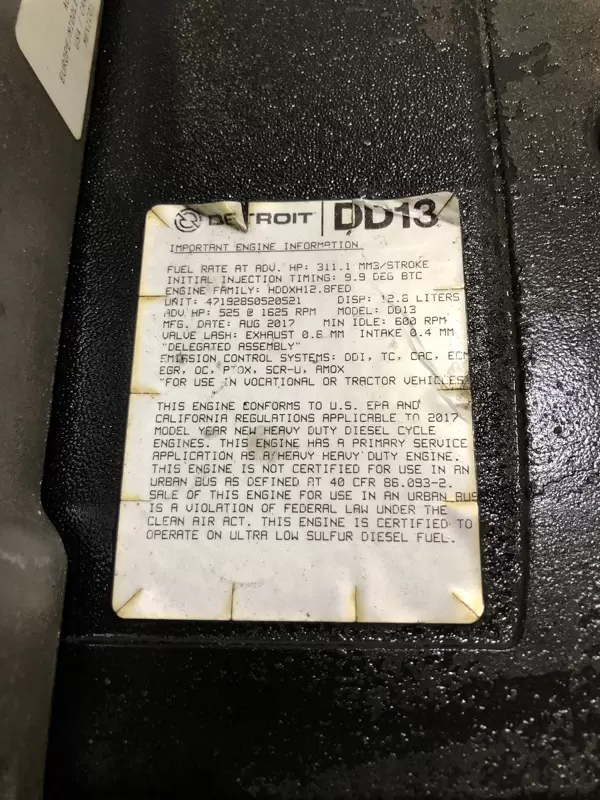 EUROPE
USA
MEXICO
DETROIT DD13
IMPORTANT ENGINE INFORMATION
FUEL RATE AT ADV. HP: 311.1 MM3/STROKE
INITIAL INJECTION TIMING: 9.9 DEG BTC
ENGINE FAMILY: HDDXH12.8FED
UNIT: 471928S0520521 DISP: 12.8 LITERS
ADV HP: 525 @ 1625 RPM MODEL: DD13
MFG. DATE: AUG 2017 MIN IDLE: 600 RPM
VALVE LASH: EXHAUST 0.6 MM INTAKE 0.4 MM
"DELEGATED ASSEMBLY"
EMISSION CONTROL SYSTEMS: DDI, TC, CAC, ECM
EGR, OC, PTOX, SCR-U, AMOX
"FOR USE IN VOCATIONAL OR TRACTOR VEHICLES
THIS ENGINE CONFORMS TO U.S. EPA AND
CALIFORNIA REGULATIONS APPLICABLE TO 2017
MODEL YEAR NEW HEAVY DUTY DIESEL CYCLE
ENGINES. THIS ENGINE HAS A PRIMARY SERVICE
APPLICATION AS A HEAVY HEAVY DUTY ENGINE.
THIS ENGINE IS NOT CERTIFIED FOR USE IN AN
URBAN BUS AS DEFINED AT 40 CFR 86.093-2.
SALE OF THIS ENGINE FOR USE IN AN URBAN BUS
IS A VIOLATION OF FEDERAL LAW UNDER THE
CLEAN AIR ACT. THIS ENGINE IS CERTIFIED TO
OPERATE ON ULTRA LOW SULFUR DIESEL FUEL.